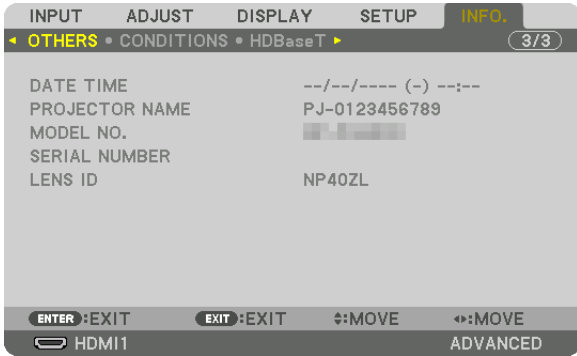 INPUT ADJUST DISPLAY SETUP INFO.
◄ OTHERS • CONDITIONS • HDBaseT ► 3/3
DATE TIME --/--/---- (-) --:--
PROJECTOR NAME PJ-0123456789
MODEL NO.
SERIAL NUMBER
LENS ID NP40ZL
ENTER :EXIT EXIT :EXIT :MOVE :MOVE
HDMI1 ADVANCED